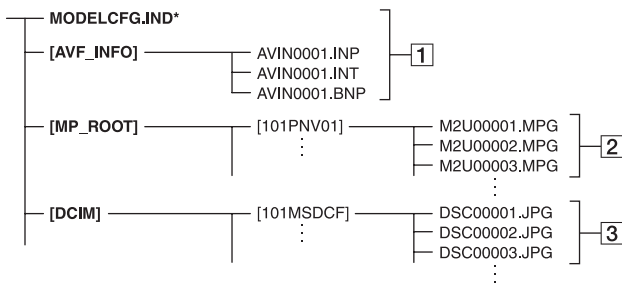 MODELCFG.IND*
[AVF_INFO] AVIN0001.INP
AVIN0001.INT
AVIN0001.BNP
1
[MP_ROOT] [101PNV01] M2U00001.MPG
M2U00002.MPG
M2U00003.MPG
2
[DCIM] [101MSDCF] DSC00001.JPG
DSC00002.JPG
DSC00003.JPG
3